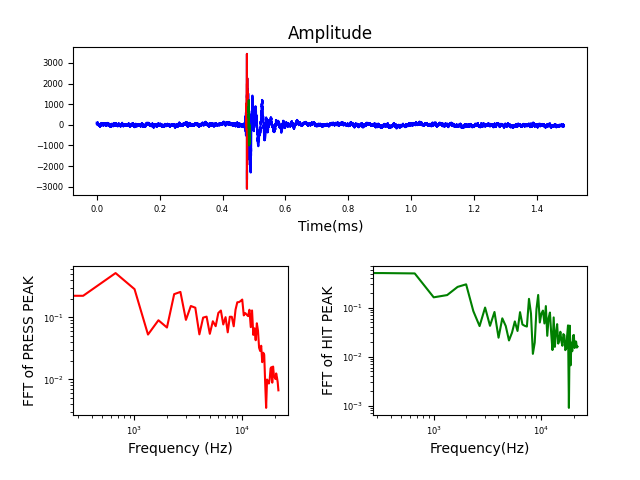 Amplitude
3000
2000
1000
0
−1000
−2000
−3000
0.0 0.2 0.4 0.6 0.8 1.0 1.2 1.4
Time(ms)
FFT of PRESS PEAK
10⁻¹
10⁻²
10³ 10⁴
Frequency (Hz)
FFT of HIT PEAK
10⁻¹
10⁻²
10⁻³
10³ 10⁴
Frequency(Hz)